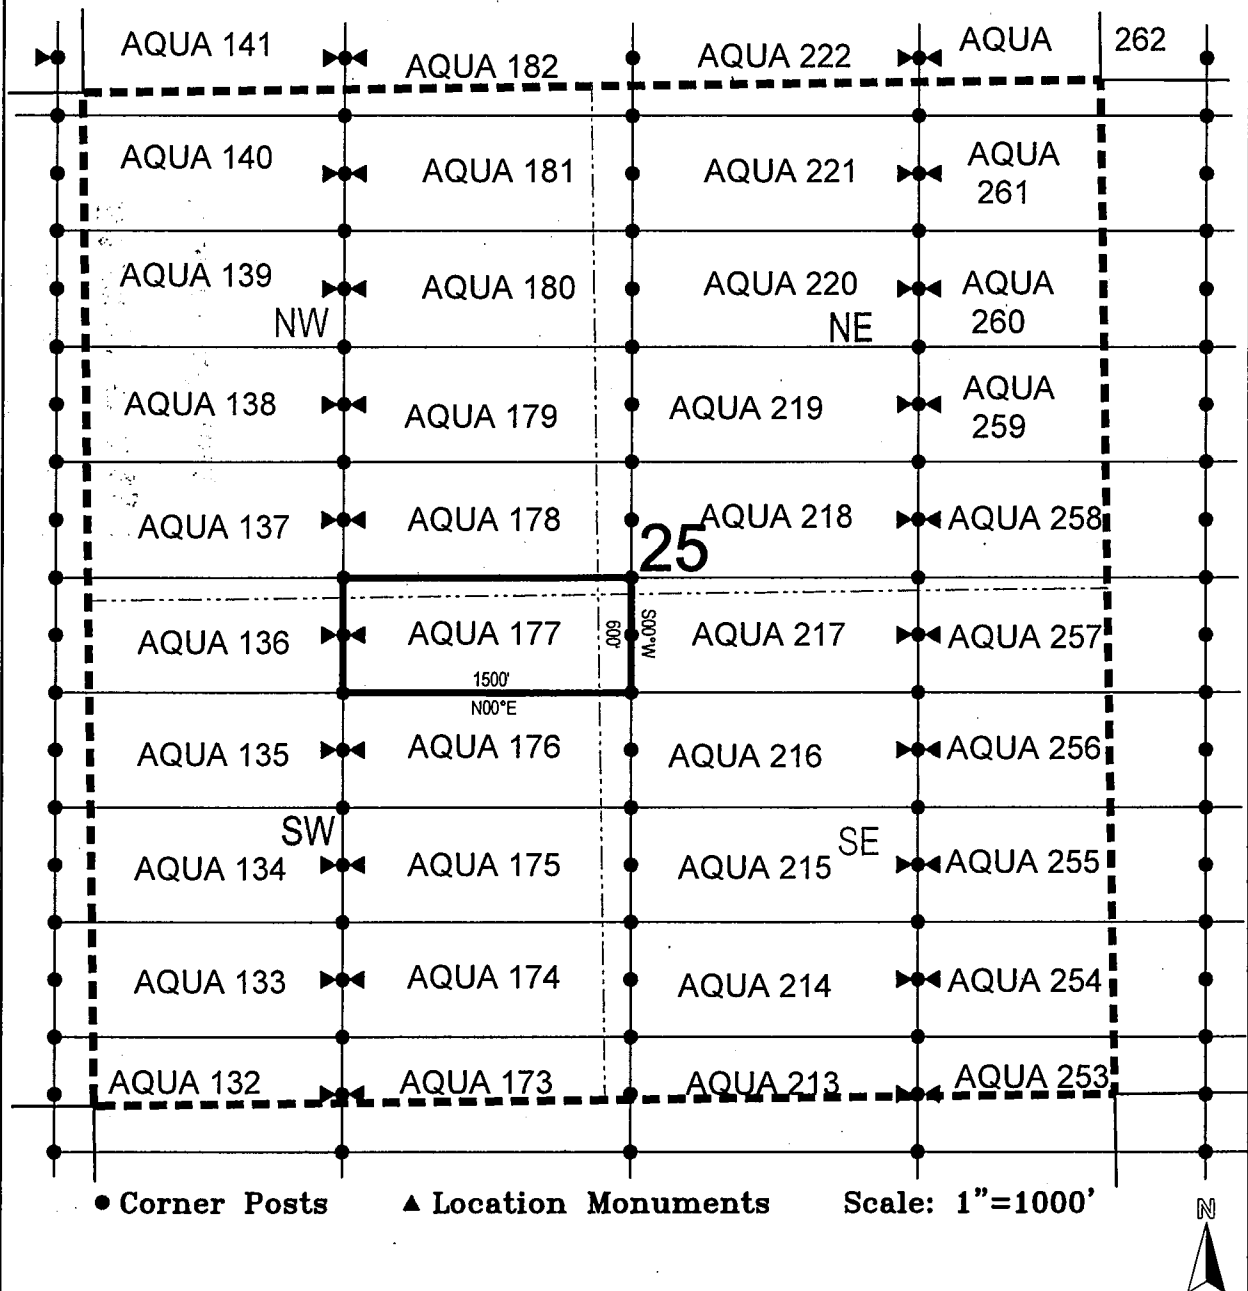 AQUA 141
AQUA 182
AQUA 222
AQUA 262
AQUA 140
AQUA 181
AQUA 221
AQUA
261
AQUA 139
AQUA 180
AQUA 220
AQUA
260
NW
NE
AQUA 138
AQUA 179
AQUA 219
AQUA
259
AQUA 137
AQUA 178
AQUA 218
AQUA 258
25
AQUA 136
AQUA 177
600'
S00°W
AQUA 217
AQUA 257
1500'
N00°E
AQUA 135
AQUA 176
AQUA 216
AQUA 256
SW
SE
AQUA 134
AQUA 175
AQUA 215
AQUA 255
AQUA 133
AQUA 174
AQUA 214
AQUA 254
AQUA 132
AQUA 173
AQUA 213
AQUA 253
Corner Posts
Location Monuments
Scale: 1"=1000'
N